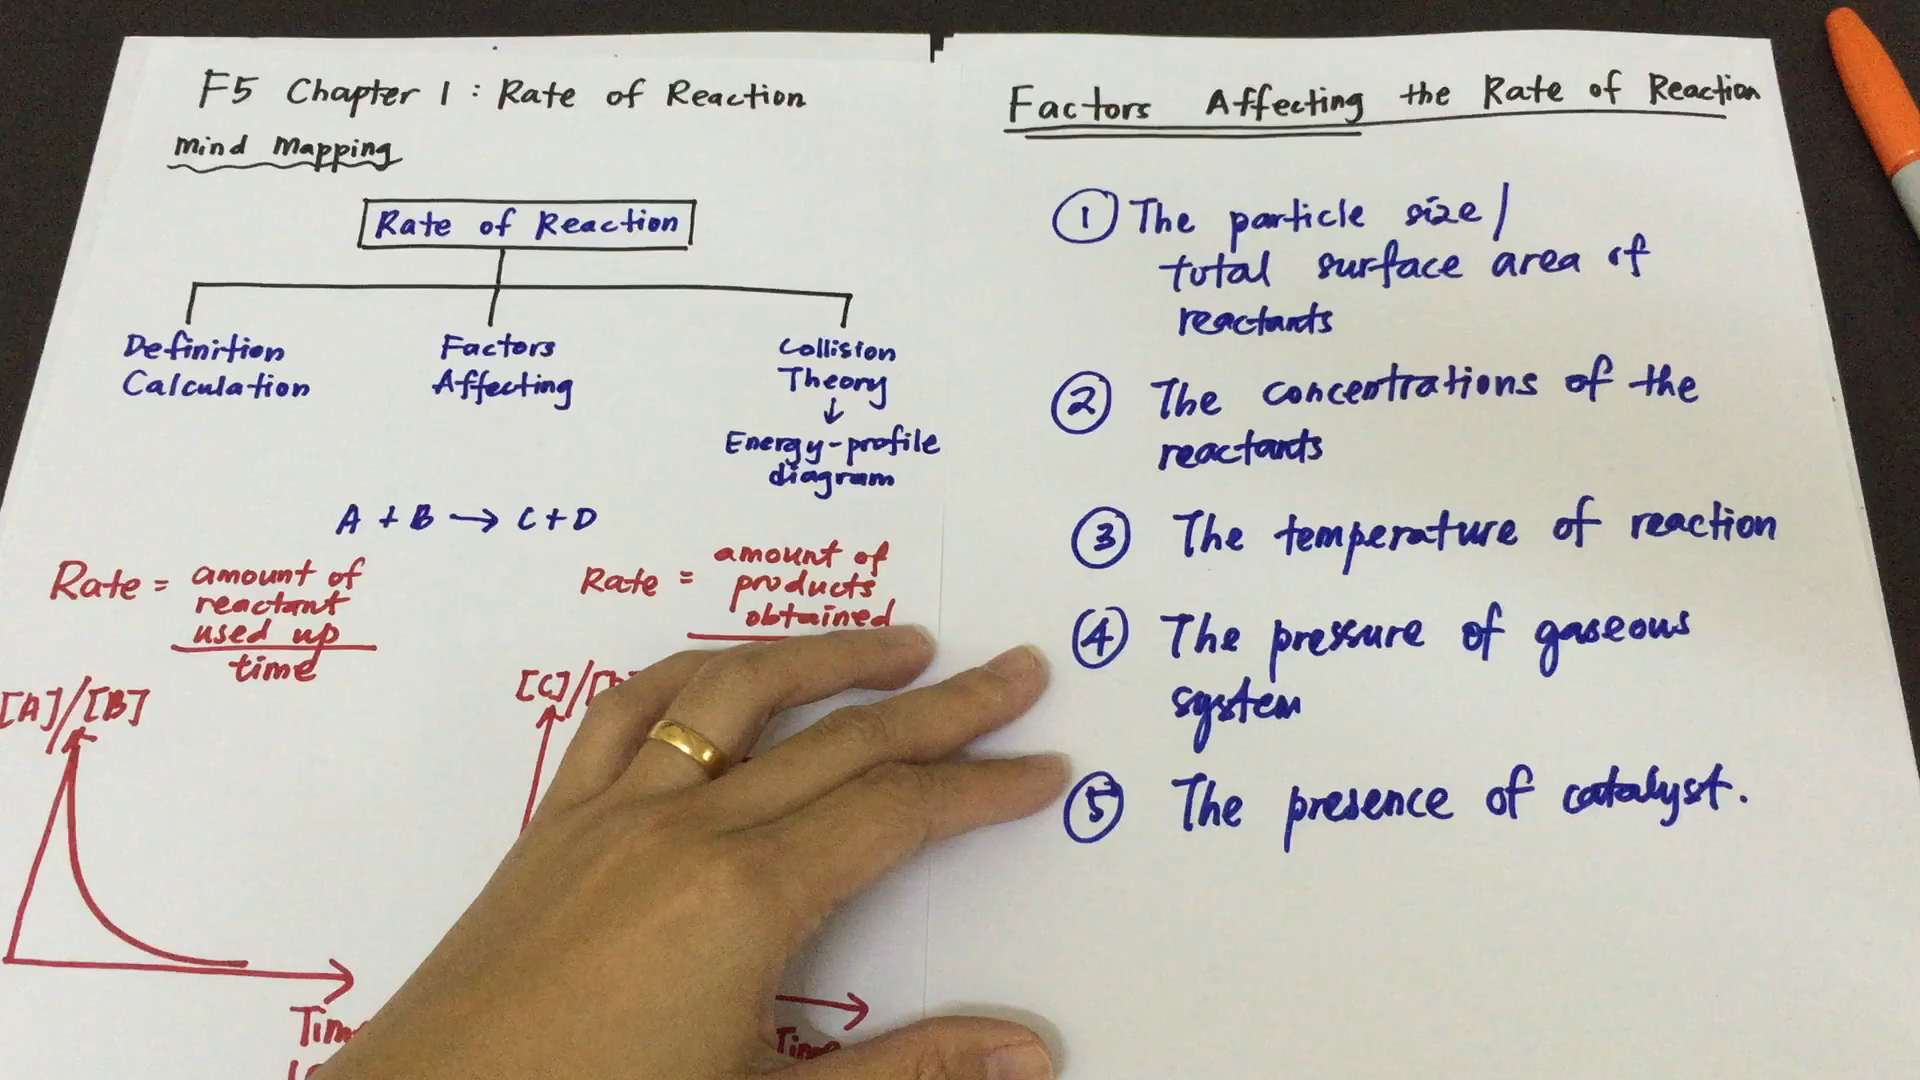 F5 Chapter 1 : Rate of Reaction
Mind Mapping
Rate of Reaction
Definition
Calculation
Factors
Affecting
Collision
Theory
↓
Energy-profile
diagram
A + B → C + D
Rate = amount of
reactant
used up
time
[A]/[B]
Rate = amount of
products
obtained
[C]/
Time
Factors Affecting the Rate of Reaction
① The particle size /
total surface area of
reactants
② The concentrations of the
reactants
③ The temperature of reaction
④ The pressure of gaseous
system
⑤ The presence of catalyst.